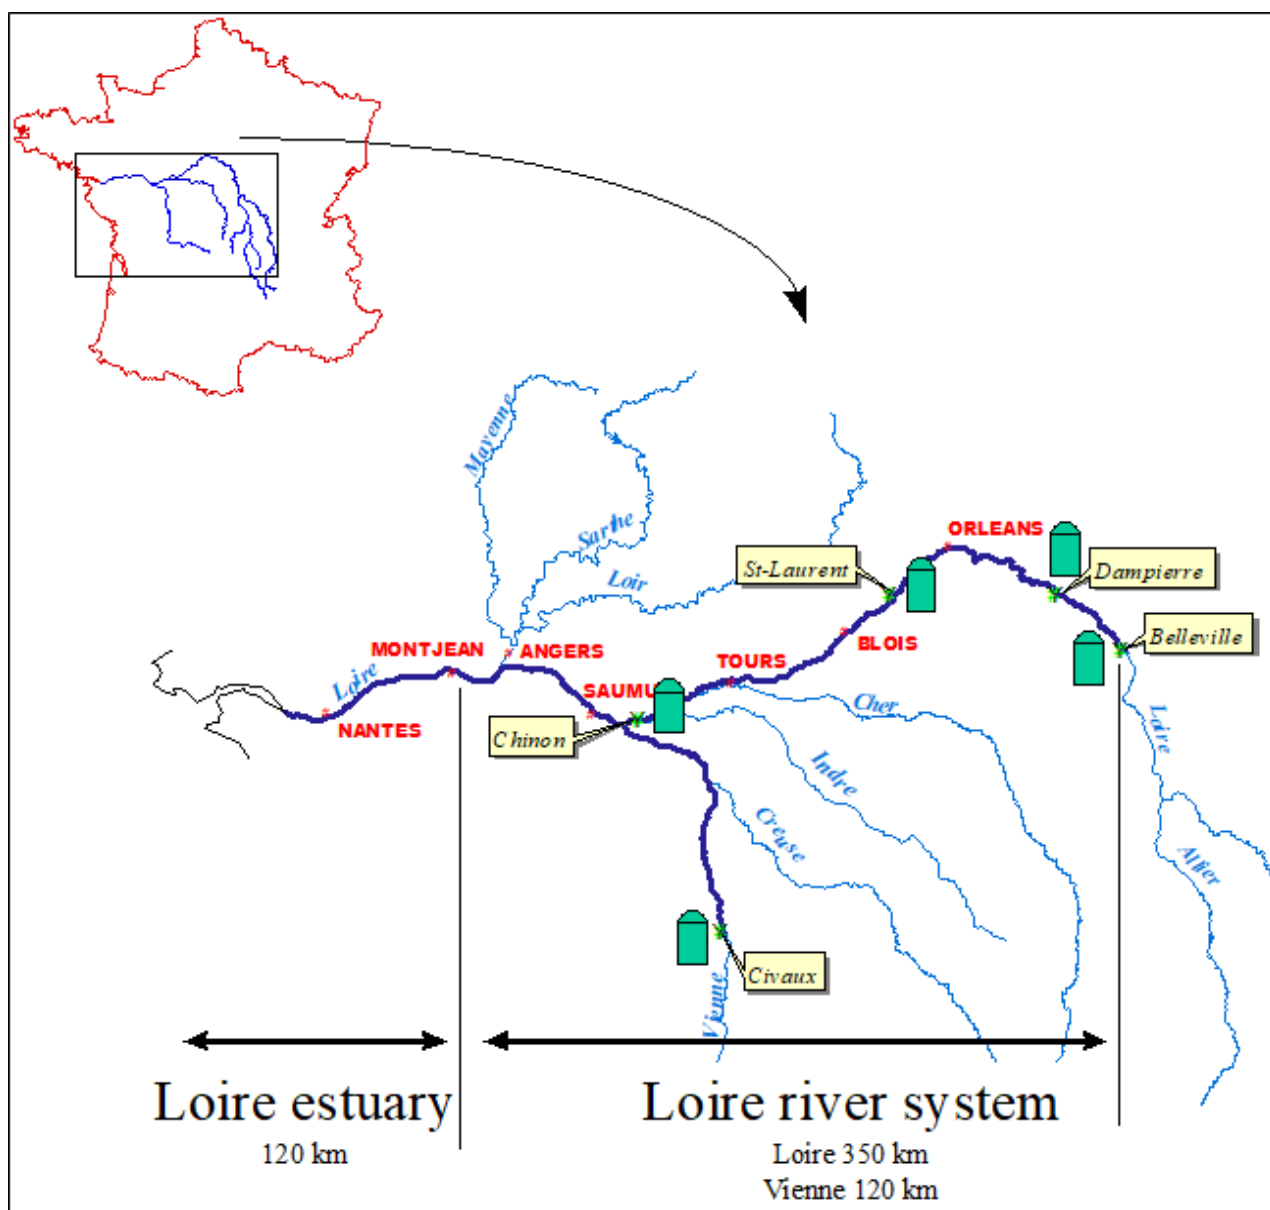 Mayenne
Sarthe
Loir
ORLEANS
St-Laurent
Dampierre
Belleville
BLOIS
MONTJEAN
ANGERS
TOURS
Loire
SAUMU
Cher
NANTES
Chinon
Loire
Indre
Creuse
Allier
Civaux
Vienne
Loire estuary
120 km
Loire river system
Loire 350 km
Vienne 120 km